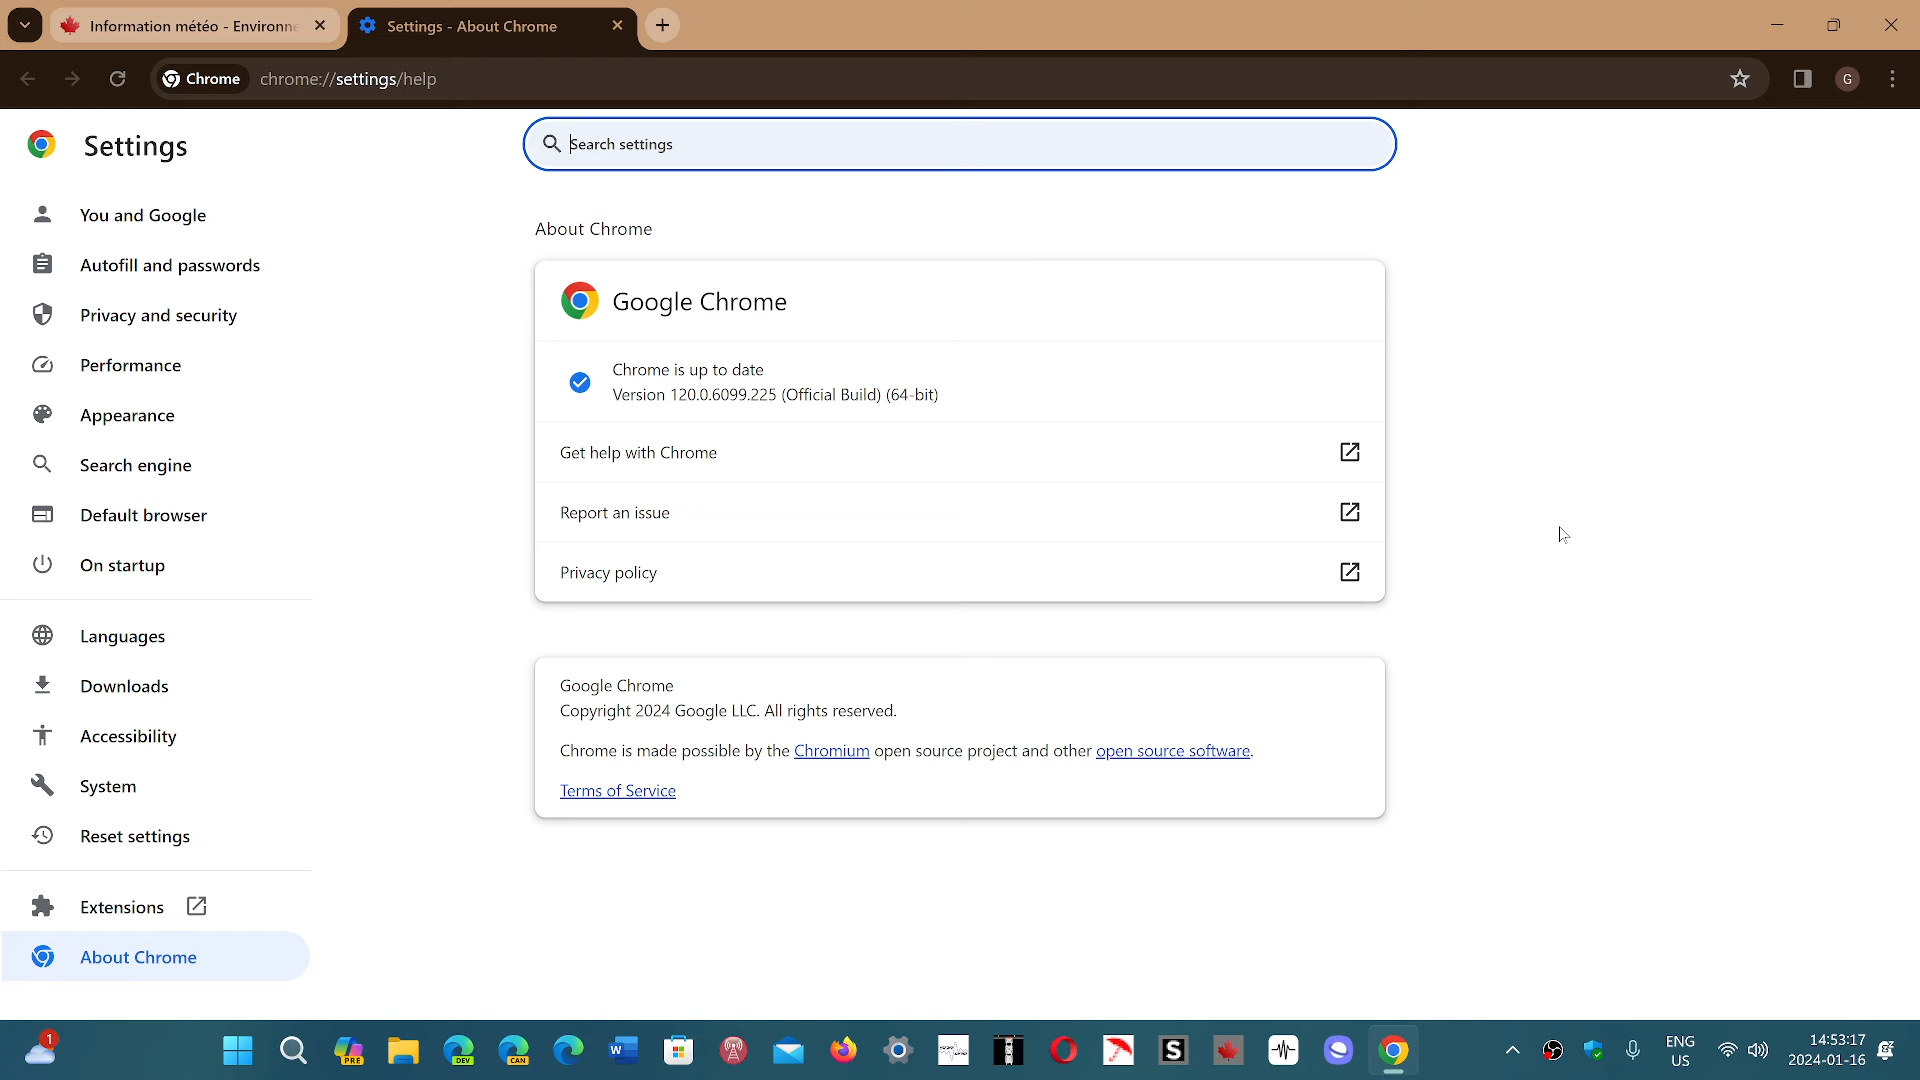 Information météo - Environne
Settings - About Chrome
Chrome
chrome://settings/help
G
Settings
Search settings
You and Google
Autofill and passwords
Privacy and security
Performance
Appearance
Search engine
Default browser
On startup
Languages
Downloads
Accessibility
System
Reset settings
Extensions
About Chrome
About Chrome
Google Chrome
Chrome is up to date
Version 120.0.6099.225 (Official Build) (64-bit)
Get help with Chrome
Report an issue
Privacy policy
Google Chrome
Copyright 2024 Google LLC. All rights reserved.
Chrome is made possible by the Chromium open source project and other open source software.
Terms of Service
1
PRE
DEV
CAN
W
S
ENG
US
14:53:17
2024-01-16